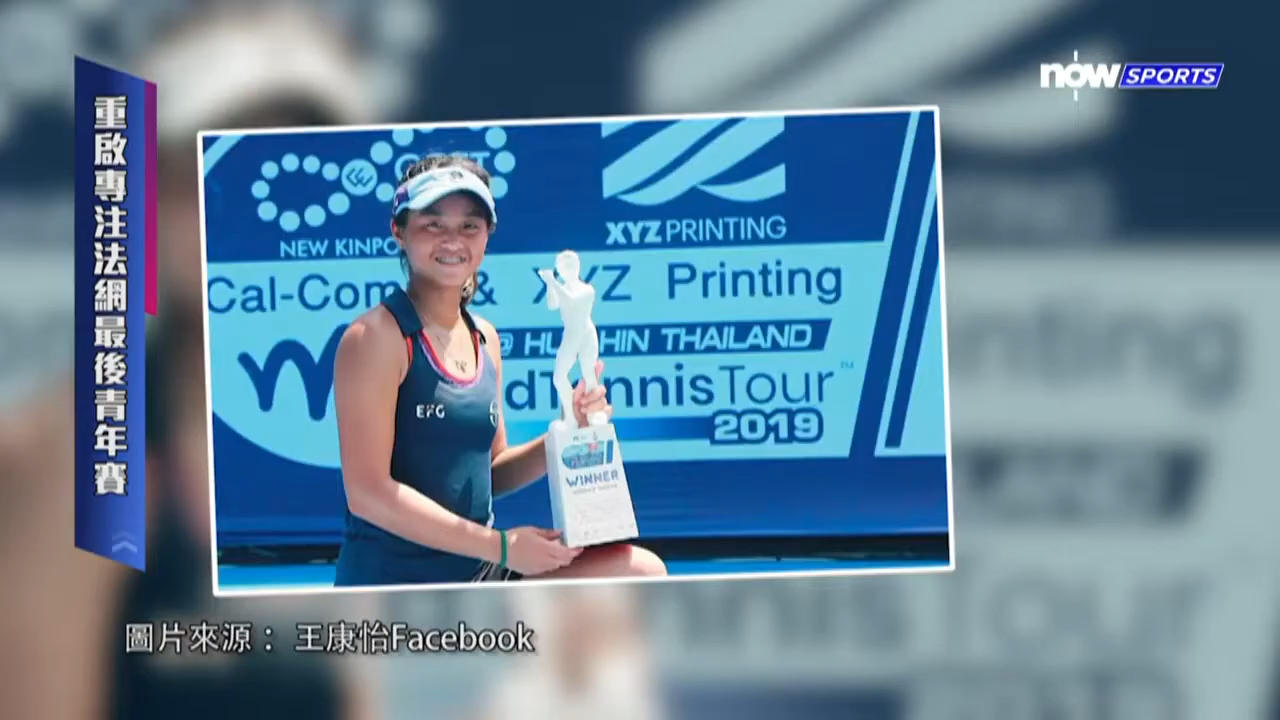 重啟專注法網最後青年賽
now SPORTS
NEW KINPO
XYZ PRINTING
Cal-Com & XYZ Printing
@ HUA HIN THAILAND
W dTennisTour™
2019
EFG
WINNER
圖片來源：王康怡Facebook